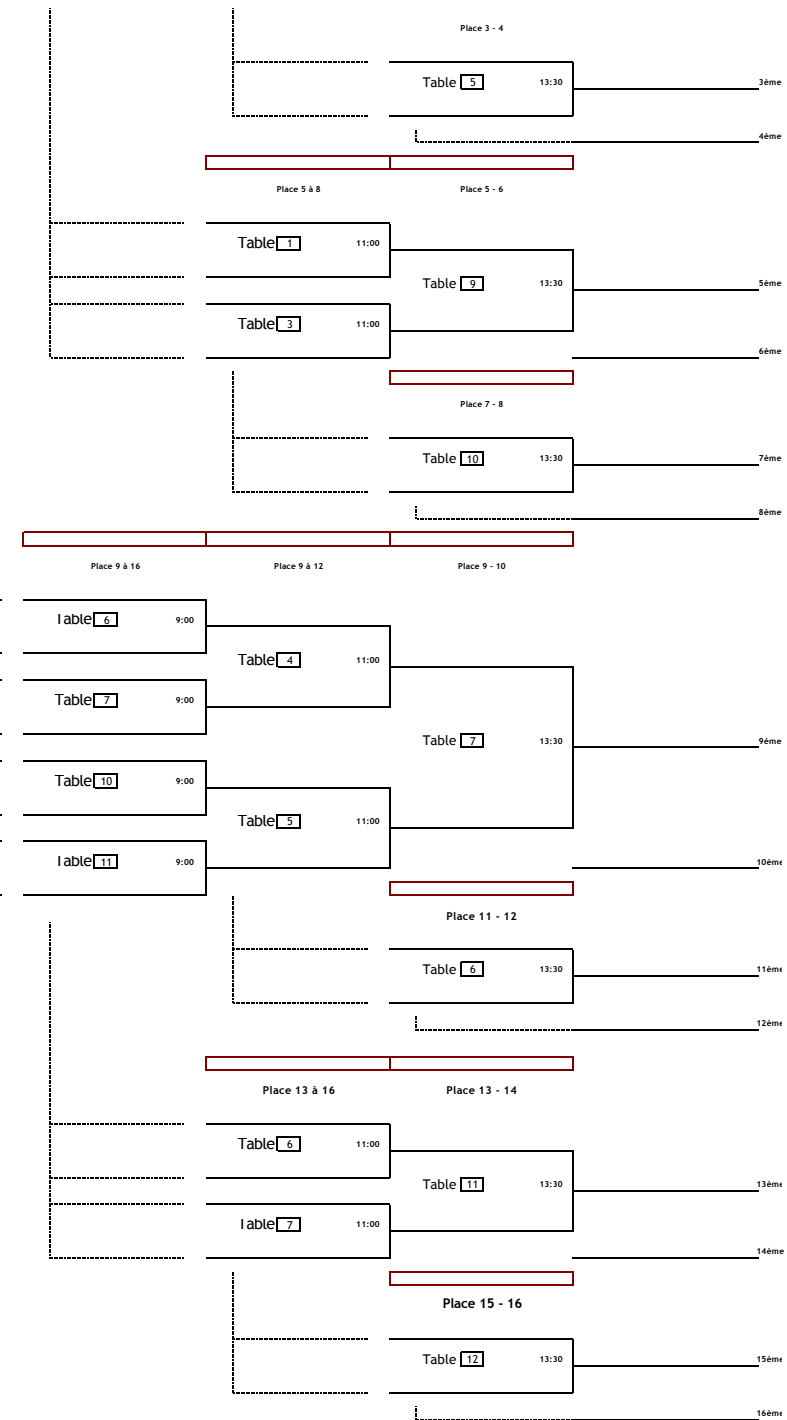 Place 3 - 4
Table 5 13:30
3ème
4ème
Place 5 à 8 Place 5 - 6
Table 1 11:00
Table 9 13:30
5ème
Table 3 11:00
6ème
Place 7 - 8
Table 10 13:30
7ème
8ème
Place 9 à 16 Place 9 à 12 Place 9 - 10
Table 6 9:00
Table 4 11:00
Table 7 9:00
Table 7 13:30
9ème
Table 10 9:00
Table 5 11:00
Table 11 9:00
10ème
Place 11 - 12
Table 6 13:30
11ème
12ème
Place 13 à 16 Place 13 - 14
Table 6 11:00
Table 11 13:30
13ème
Table 7 11:00
14ème
Place 15 - 16
Table 12 13:30
15ème
16ème